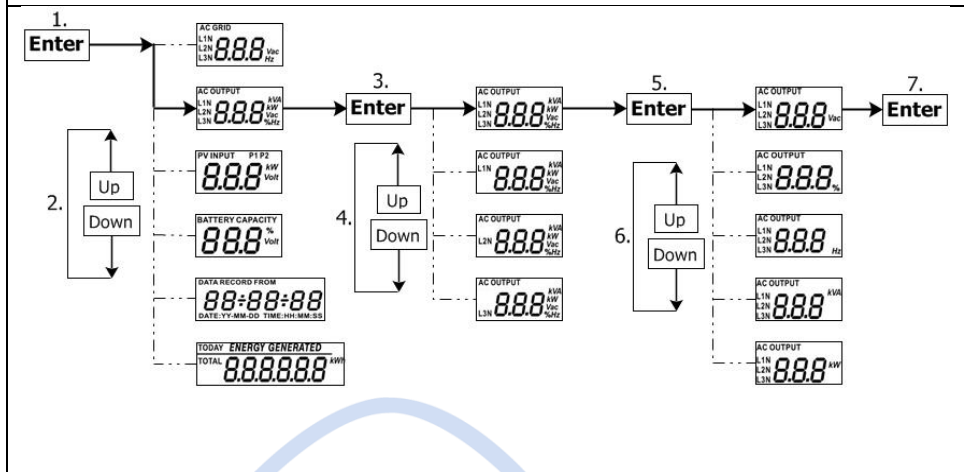 1.
Enter
AC GRID
L1N
L2N
L3N
8.8.8 Vac
Hz
AC OUTPUT
L1N
L2N
L3N
8.8.8 kVA
kW
Vac
%Hz
PV INPUT P1 P2
8.8.8 kW
Volt
BATTERY CAPACITY
88.8 %
Volt
DATA RECORD FROM
88:88:88
DATE:YY-MM-DD TIME:HH:MM:SS
TODAY ENERGY GENERATED
TOTAL 8.8.8.8.8.8 kWh
2.
Up
Down
3.
Enter
AC OUTPUT
L1N
L2N
L3N
8.8.8 kVA
kW
Vac
%Hz
AC OUTPUT
L1N
8.8.8 kVA
kW
Vac
%Hz
AC OUTPUT
L2N
8.8.8 kVA
kW
Vac
%Hz
AC OUTPUT
L3N
8.8.8 kVA
kW
Vac
%Hz
4.
Up
Down
5.
Enter
AC OUTPUT
L1N
L2N
L3N
8.8.8 Vac
AC OUTPUT
L1N
L2N
L3N
8.8.8 %
AC OUTPUT
L1N
L2N
L3N
8.8.8 Hz
AC OUTPUT
L1N
L2N
L3N
8.8.8 kVA
AC OUTPUT
L1N
L2N
L3N
8.8.8 kW
6.
Up
Down
7.
Enter